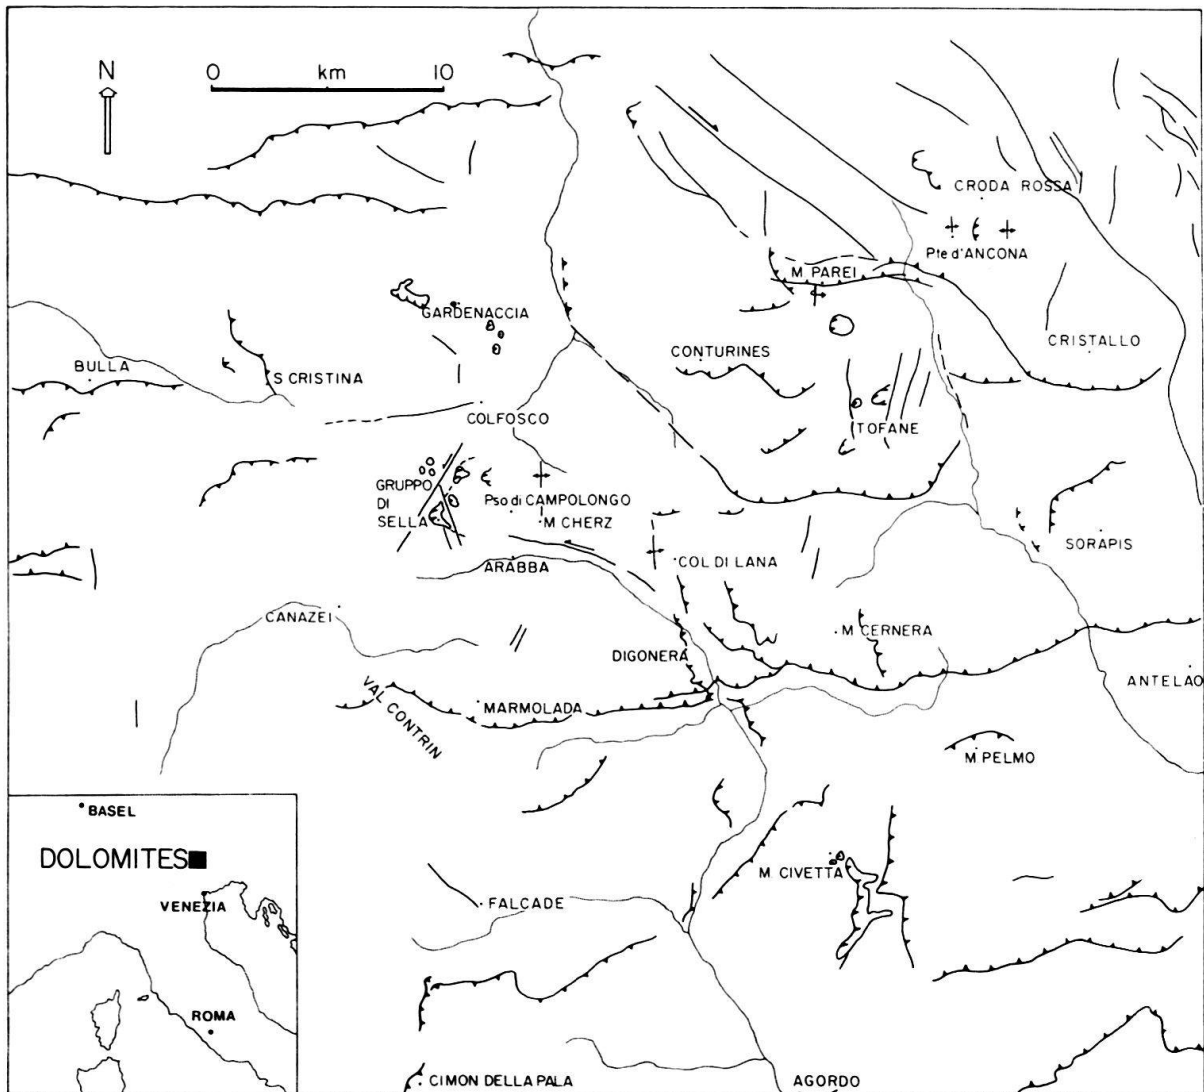 N
0 km 10
CRODA ROSSA
Pte d'ANCONA
M. PAREI
GARDENACCIA
CRISTALLO
CONTURINES
BULLA
S CRISTINA
COLFOSCO
TOFANE
GRUPPO
DI
SELLA
Pso di CAMPOLONGO
M CHERZ
SORAPIS
ARABBA
COL DI LANA
CANAZEI
M CERNERA
DIGONERA
ANTELAO
VAL CONTRIN
MARMOLADA
M. PELMO
BASEL
DOLOMITES
M CIVETTA
VENEZIA
FALCADE
ROMA
CIMON DELLA PALA
AGORDO